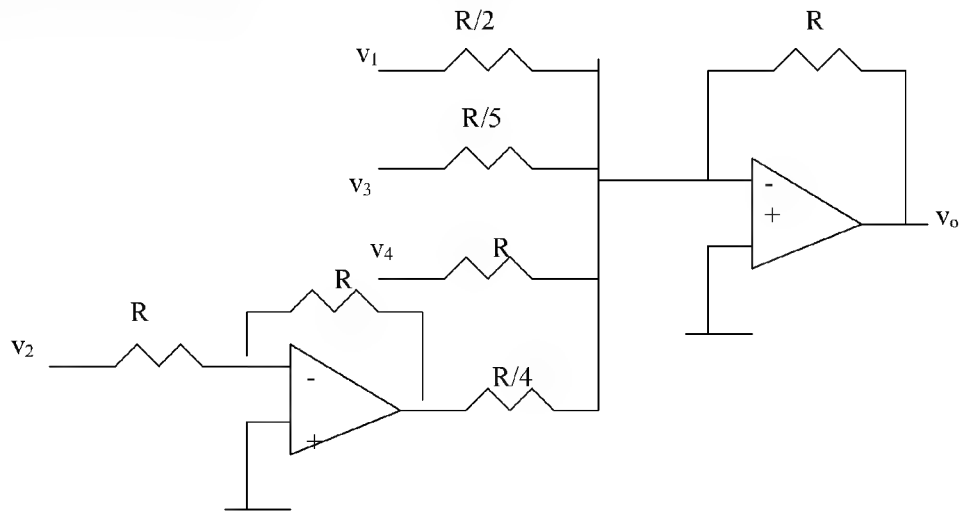 R/2
R
v₁
R/5
v₃
v₄
R
R
R
v₂
-
+
vₒ
-
+
R/4